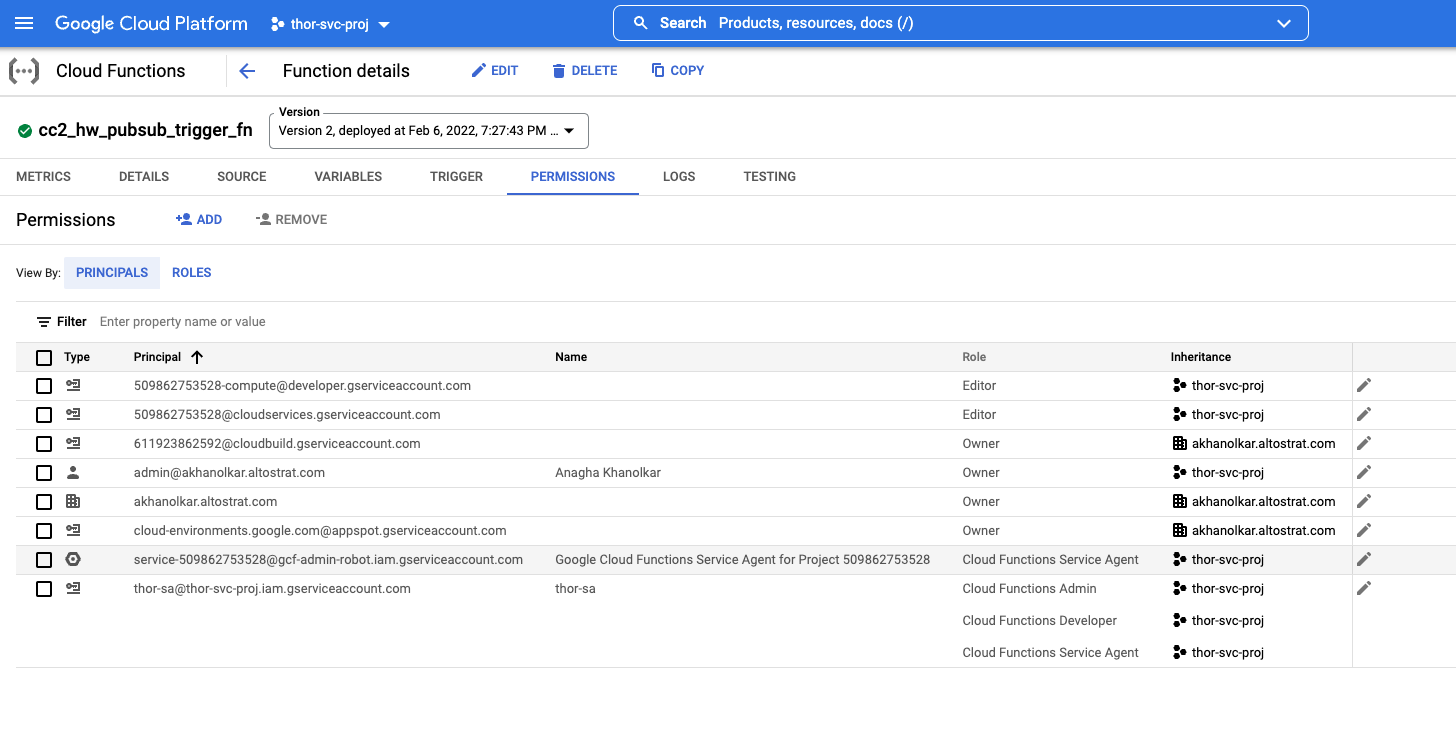 Google Cloud Platform thor-svc-proj Search Products, resources, docs (/)
Cloud Functions Function details EDIT DELETE COPY
Version
cc2_hw_pubsub_trigger_fn Version 2, deployed at Feb 6, 2022, 7:27:43 PM ...
METRICS DETAILS SOURCE VARIABLES TRIGGER PERMISSIONS LOGS TESTING
Permissions ADD REMOVE
View By: PRINCIPALS ROLES
Filter Enter property name or value
Type Principal Name Role Inheritance
509862753528-compute@developer.gserviceaccount.com Editor thor-svc-proj
509862753528@cloudservices.gserviceaccount.com Editor thor-svc-proj
611923862592@cloudbuild.gserviceaccount.com Owner akhanolkar.altostrat.com
admin@akhanolkar.altostrat.com Anagha Khanolkar Owner thor-svc-proj
akhanolkar.altostrat.com Owner akhanolkar.altostrat.com
cloud-environments.google.com@appspot.gserviceaccount.com Owner akhanolkar.altostrat.com
service-509862753528@gcf-admin-robot.iam.gserviceaccount.com Google Cloud Functions Service Agent for Project 509862753528 Cloud Functions Service Agent thor-svc-proj
thor-sa@thor-svc-proj.iam.gserviceaccount.com thor-sa Cloud Functions Admin thor-svc-proj
Cloud Functions Developer thor-svc-proj
Cloud Functions Service Agent thor-svc-proj